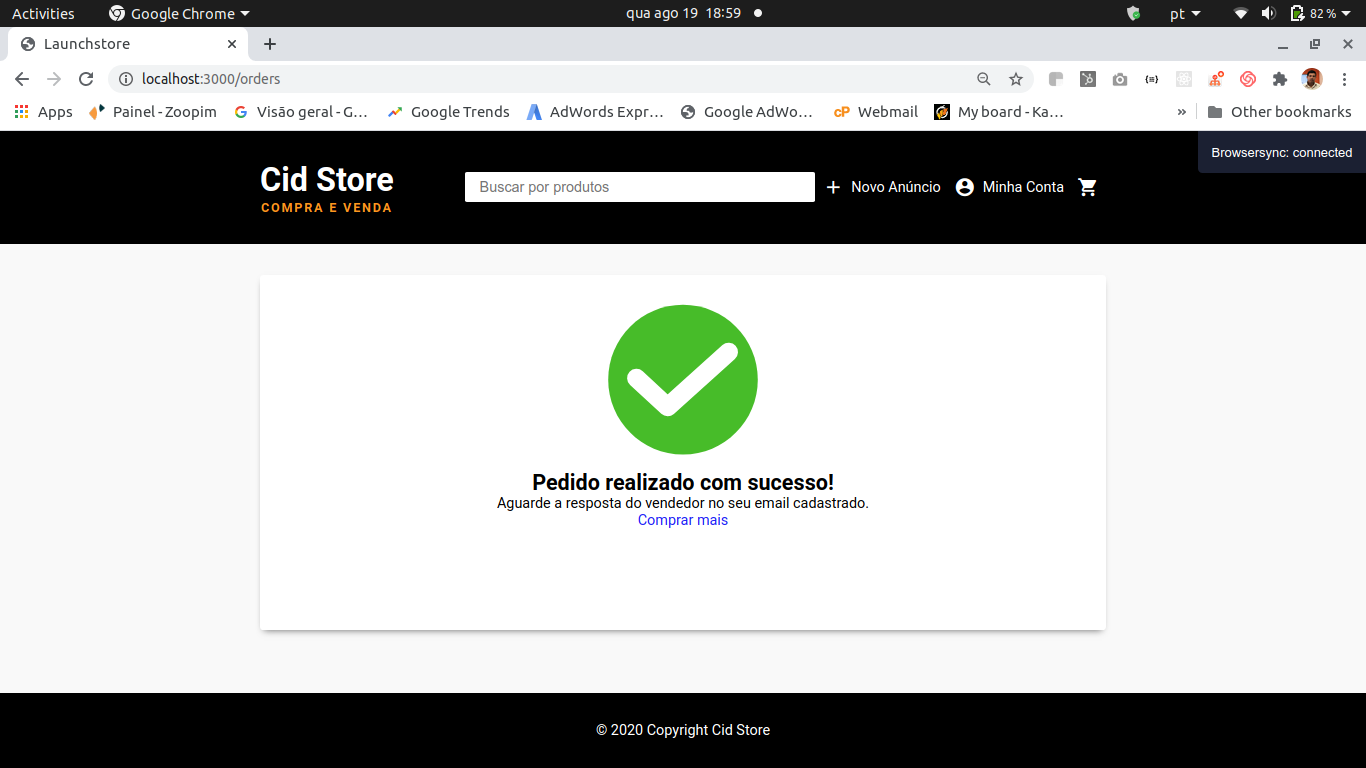 Activities
Google Chrome
qua ago 19 18:59
pt
82 %
Launchstore
localhost:3000/orders
Apps
Painel - Zoopim
Visão geral - G…
Google Trends
AdWords Expr…
Google AdWo…
cP Webmail
My board - Ka…
»
Other bookmarks
Browsersync: connected
Cid Store
COMPRA E VENDA
Buscar por produtos
Novo Anúncio
Minha Conta
Pedido realizado com sucesso!
Aguarde a resposta do vendedor no seu email cadastrado.
Comprar mais
© 2020 Copyright Cid Store